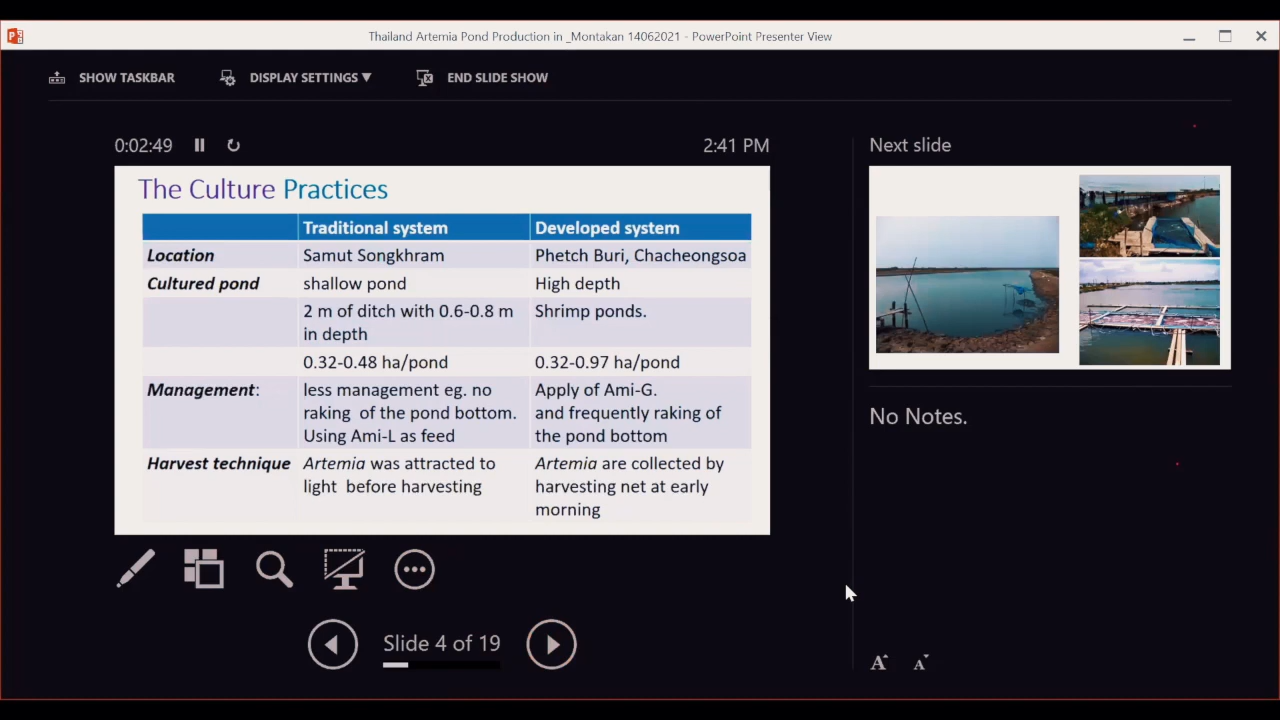 Thailand Artemia Pond Production in _Montakan 14062021 - PowerPoint Presenter View
SHOW TASKBAR
DISPLAY SETTINGS ▼
END SLIDE SHOW
0:02:49
2:41 PM
The Culture Practices
Traditional system
Developed system
Location
Samut Songkhram
Phetch Buri, Chacheongsoa
Cultured pond
shallow pond
High depth
2 m of ditch with 0.6-0.8 m
in depth
Shrimp ponds.
0.32-0.48 ha/pond
0.32-0.97 ha/pond
Management:
less management eg. no
raking of the pond bottom.
Using Ami-L as feed
Apply of Ami-G.
and frequently raking of
the pond bottom
Harvest technique
Artemia was attracted to
light before harvesting
Artemia are collected by
harvesting net at early
morning
Slide 4 of 19
Next slide
No Notes.
A
A